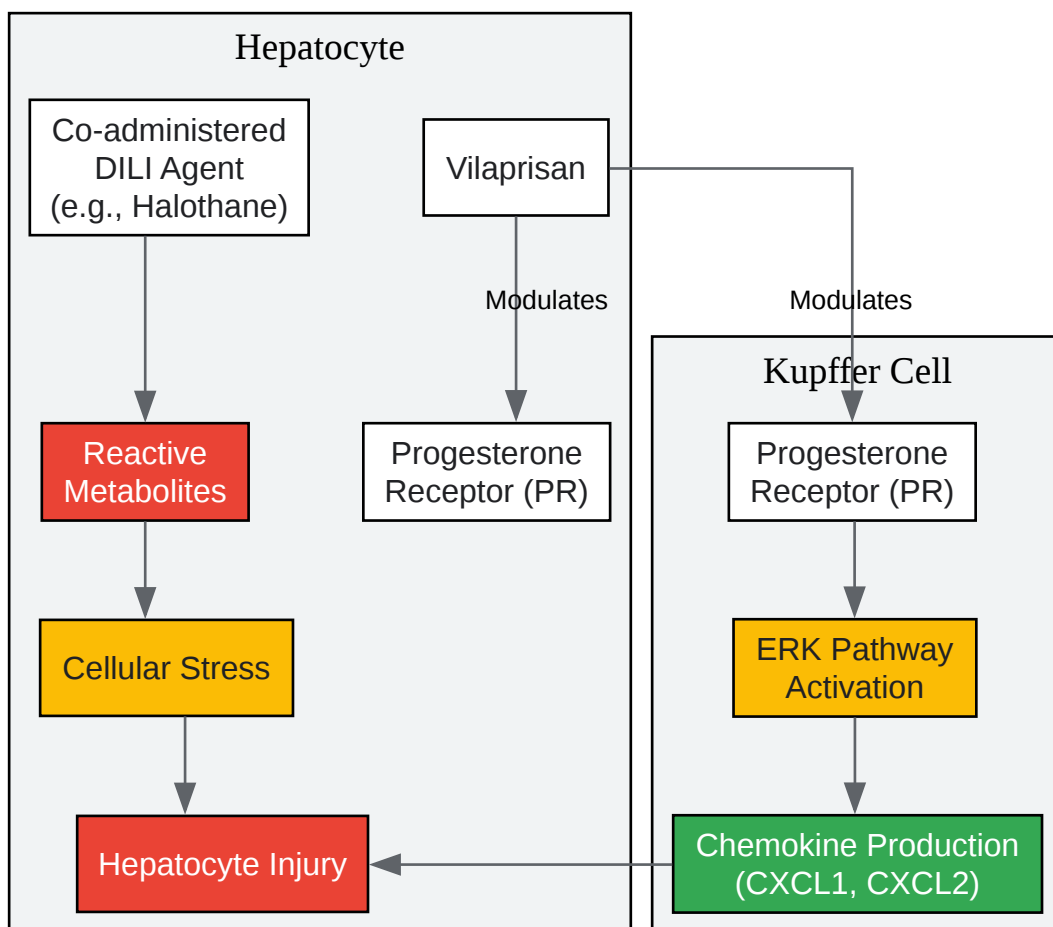 Hepatocyte
Co-administered
DILI Agent
(e.g., Halothane)
Vilaprisan
Modulates
Modulates
Kupffer Cell
Reactive
Metabolites
Progesterone
Receptor (PR)
Progesterone
Receptor (PR)
Cellular Stress
ERK Pathway
Activation
Hepatocyte Injury
Chemokine Production
(CXCL1, CXCL2)